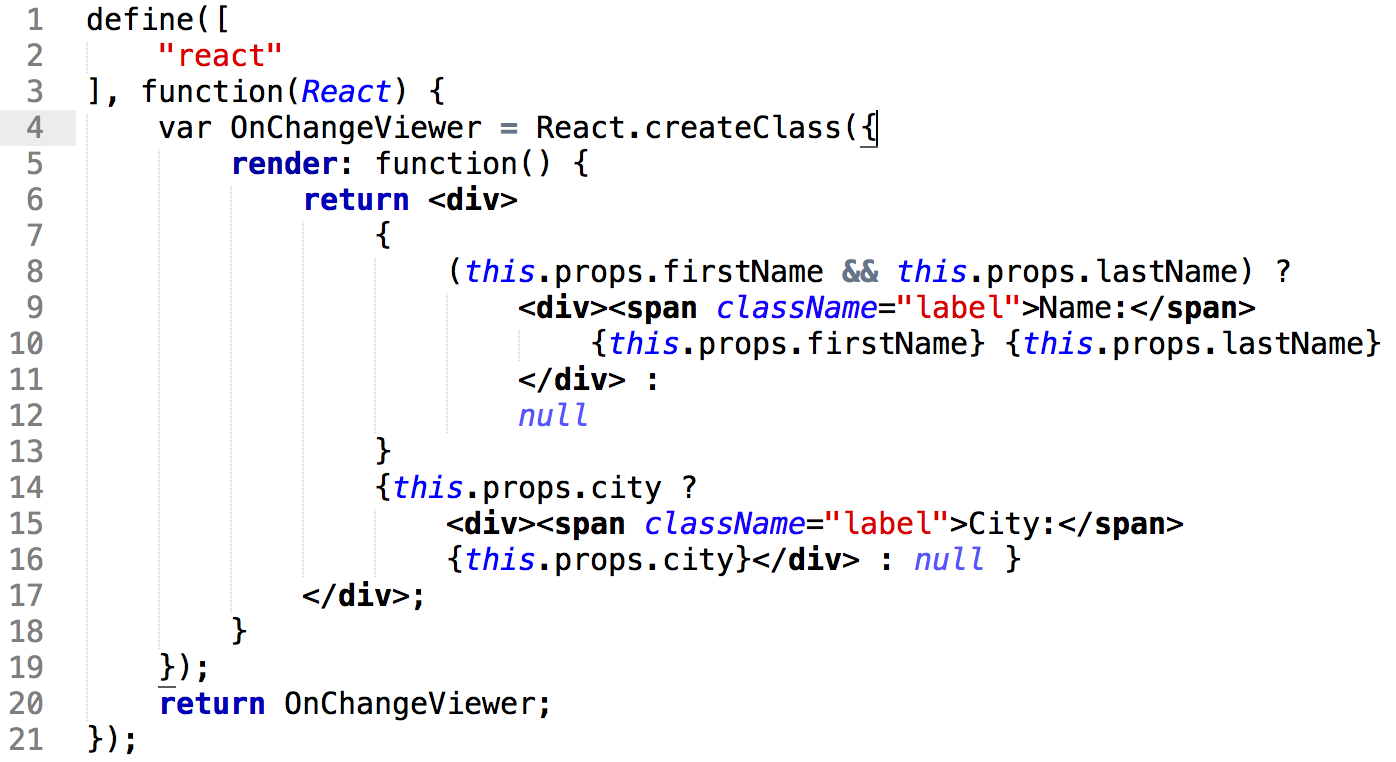 1 define([
2     "react"
3 ], function(React) {
4     var OnChangeViewer = React.createClass({
5         render: function() {
6             return <div>
7                 {
8                     (this.props.firstName && this.props.lastName) ?
9                         <div><span className="label">Name:</span>
10                             {this.props.firstName} {this.props.lastName}
11                         </div> :
12                         null
13                 }
14                 {this.props.city ?
15                     <div><span className="label">City:</span>
16                     {this.props.city}</div> : null }
17             </div>;
18         }
19     });
20     return OnChangeViewer;
21 });